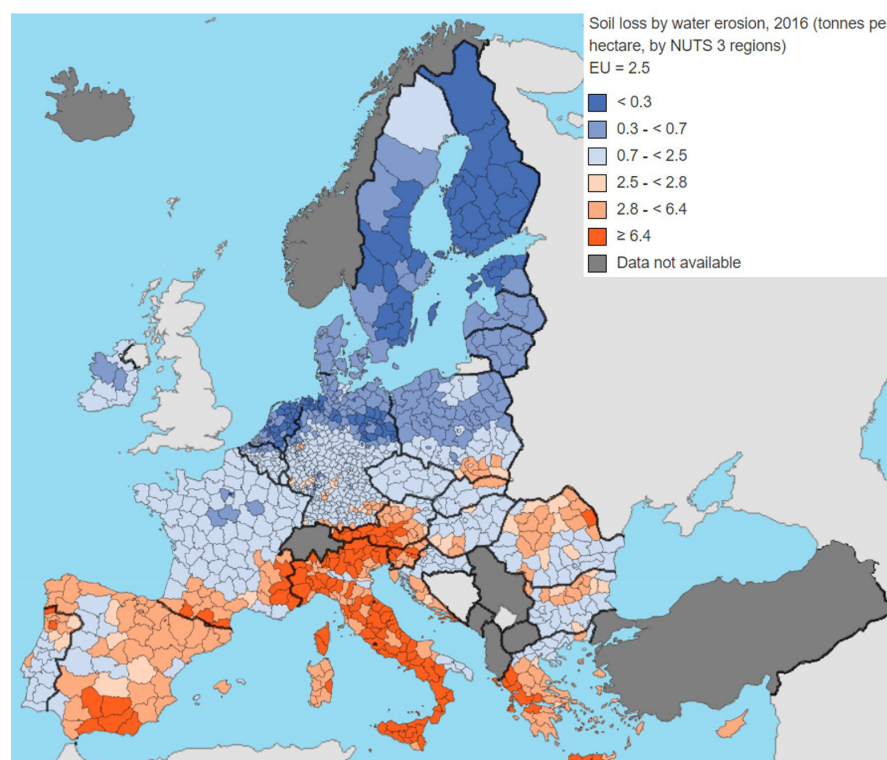 Soil loss by water erosion, 2016 (tonnes pe
hectare, by NUTS 3 regions)
EU = 2.5
< 0.3
0.3 - < 0.7
0.7 - < 2.5
2.5 - < 2.8
2.8 - < 6.4
≥ 6.4
Data not available